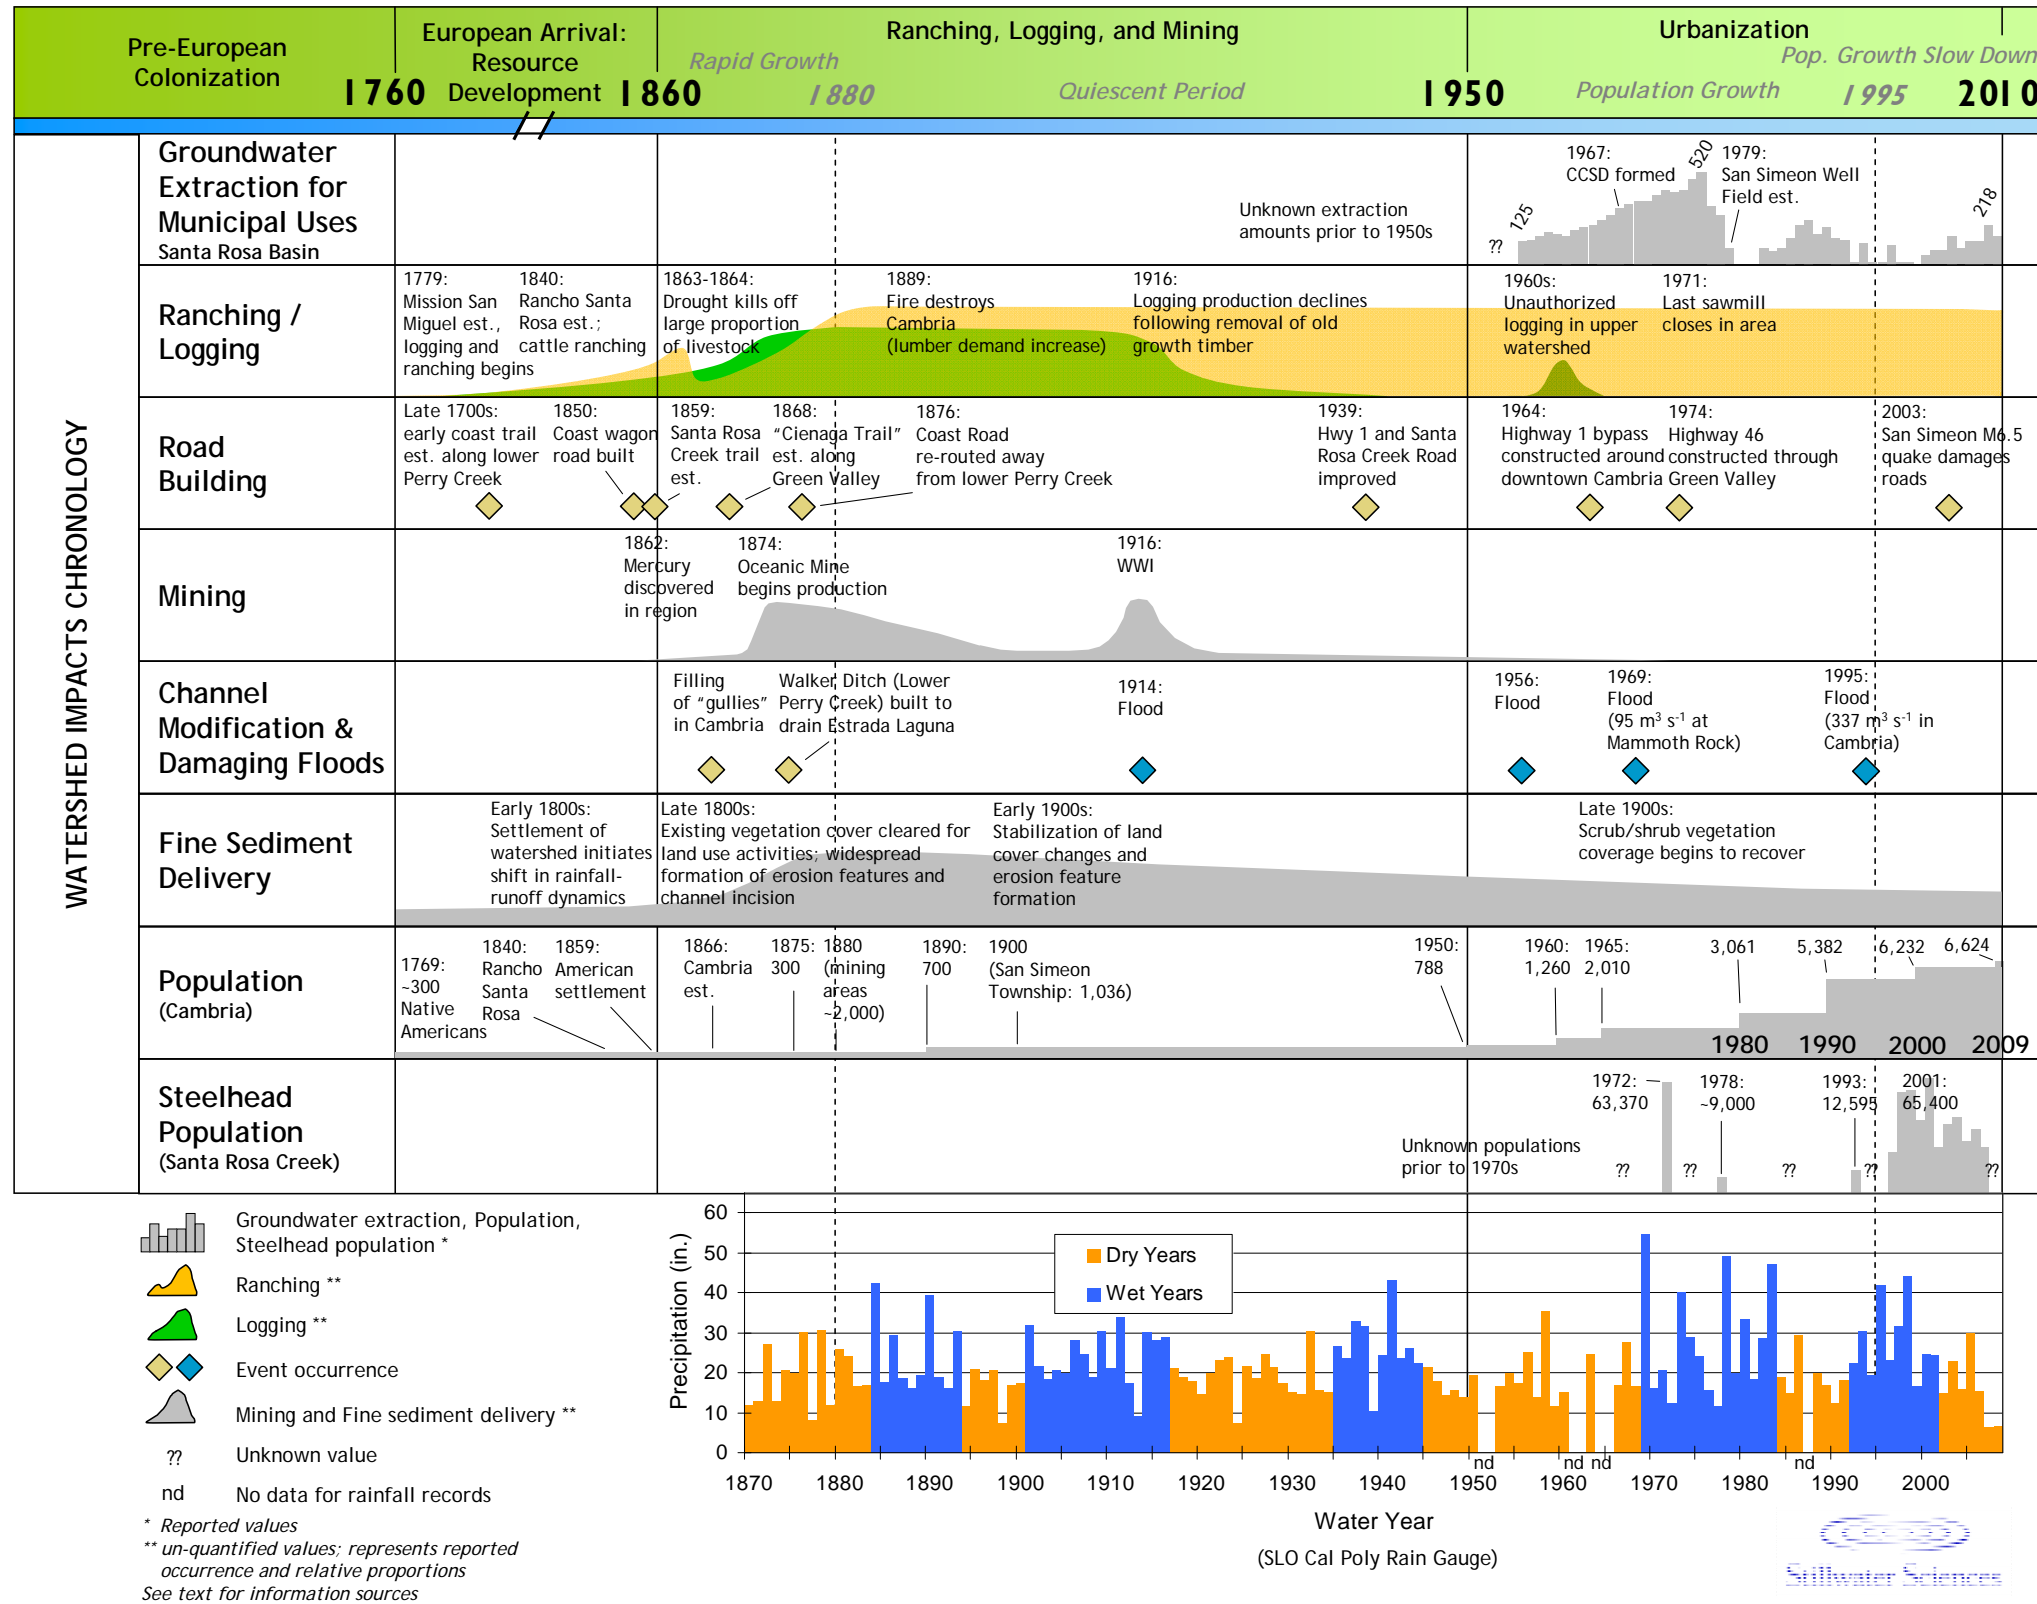 Pre-European
Colonization
1760
European Arrival:
Resource
Development
1860
Ranching, Logging, and Mining
Rapid Growth
1880
Quiescent Period
1950
Urbanization
Pop. Growth Slow Down
Population Growth
1995
2010
WATERSHED IMPACTS CHRONOLOGY
Groundwater
Extraction for
Municipal Uses
Santa Rosa Basin
Unknown extraction
amounts prior to 1950s
??
125
1967:
CCSD formed
520
1979:
San Simeon Well
Field est.
218
Ranching /
Logging
1779:
Mission San
Miguel est.,
logging and
ranching begins
1840:
Rancho Santa
Rosa est.;
cattle ranching
1863-1864:
Drought kills off
large proportion
of livestock
1889:
Fire destroys
Cambria
(lumber demand increase)
1916:
Logging production declines
following removal of old
growth timber
1960s:
Unauthorized
logging in upper
watershed
1971:
Last sawmill
closes in area
Road
Building
Late 1700s:
early coast trail
est. along lower
Perry Creek
1850:
Coast wagon
road built
1859:
Santa Rosa
Creek trail
est.
1868:
“Cienaga Trail”
est. along
Green Valley
1876:
Coast Road
re-routed away
from lower Perry Creek
1939:
Hwy 1 and Santa
Rosa Creek Road
improved
1964:
Highway 1 bypass
constructed around
downtown Cambria
1974:
Highway 46
constructed through
Green Valley
2003:
San Simeon M6.5
quake damages
roads
Mining
1862:
Mercury
discovered
in region
1874:
Oceanic Mine
begins production
1916:
WWI
Channel
Modification &
Damaging Floods
Filling
of “gullies”
in Cambria
Walker Ditch (Lower
Perry Creek) built to
drain Estrada Laguna
1914:
Flood
1956:
Flood
1969:
Flood
(95 m³ s⁻¹ at
Mammoth Rock)
1995:
Flood
(337 m³ s⁻¹ in
Cambria)
Fine Sediment
Delivery
Early 1800s:
Settlement of
watershed initiates
shift in rainfall-
runoff dynamics
Late 1800s:
Existing vegetation cover cleared for
land use activities; widespread
formation of erosion features and
channel incision
Early 1900s:
Stabilization of land
cover changes and
erosion feature
formation
Late 1900s:
Scrub/shrub vegetation
coverage begins to recover
Population
(Cambria)
1769:
~300
Native
Americans
1840:
Rancho
Santa
Rosa
1859:
American
settlement
1866:
Cambria
est.
1875:
300
1880
(mining
areas
~2,000)
1890:
700
1900
(San Simeon
Township: 1,036)
1950:
788
1960:
1,260
1965:
2,010
3,061
5,382
6,232
6,624
1980
1990
2000
2009
Steelhead
Population
(Santa Rosa Creek)
Unknown populations
prior to 1970s
??
1972:
63,370
??
1978:
~9,000
??
1993:
12,595
??
2001:
65,400
??
Groundwater extraction, Population,
Steelhead population *
Ranching **
Logging **
Event occurrence
Mining and Fine sediment delivery **
?? Unknown value
nd No data for rainfall records
* Reported values
** un-quantified values; represents reported
occurrence and relative proportions
See text for information sources
Precipitation (in.)
60
50
40
30
20
10
0
Dry Years
Wet Years
nd nd nd nd
1870 1880 1890 1900 1910 1920 1930 1940 1950 1960 1970 1980 1990 2000
Water Year
(SLO Cal Poly Rain Gauge)
Stillwater Sciences